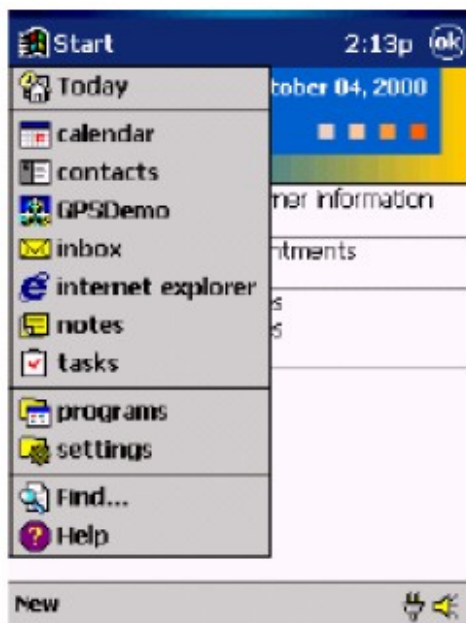 Start 2:13p ok
Today
tober 04, 2000
calendar
contacts
GPSDemo
ner information
inbox
ntments
internet explorer
notes
tasks
programs
settings
Find...
Help
New